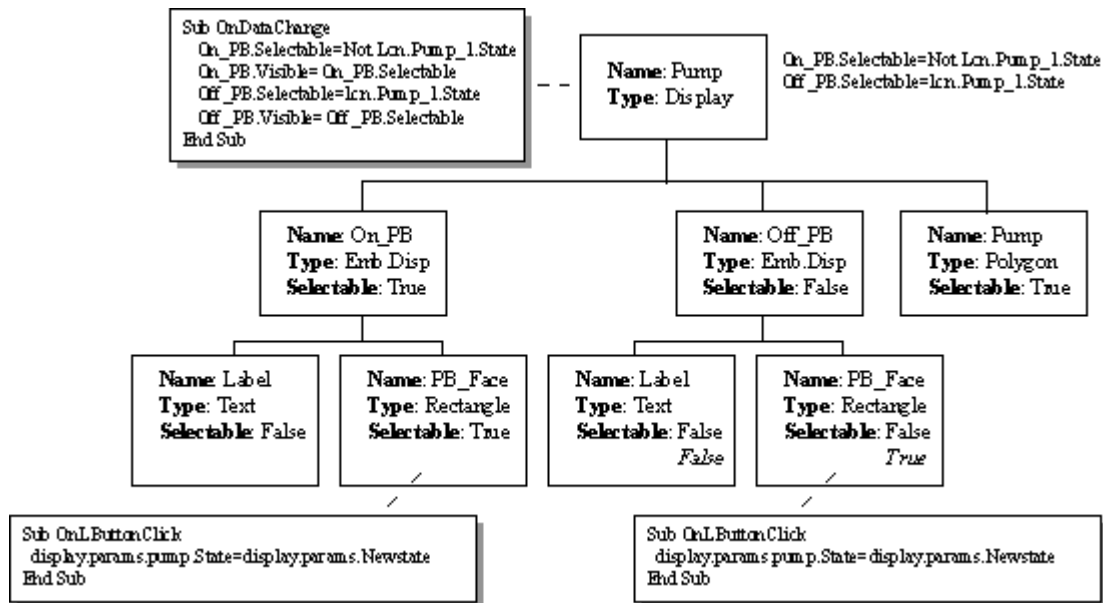 Sub OnDataChange
On_PB.Selectable=Not Lcn.Pump_1.State
On_PB.Visible= On_PB.Selectable
Off_PB.Selectable=lcn.Pump_1.State
Off_PB.Visible= Off_PB.Selectable
End Sub
Name: Pump
Type: Display
On_PB.Selectable=Not Lcn.Pump_1.State
Off_PB.Selectable=lcn.Pump_1.State
Name: On_PB
Type: Emb.Disp
Selectable: True
Name: Off_PB
Type: Emb.Disp
Selectable: False
Name: Pump
Type: Polygon
Selectable: True
Name: Label
Type: Text
Selectable: False
Name: PB_Face
Type: Rectangle
Selectable: True
Name: Label
Type: Text
Selectable: False
False
Name: PB_Face
Type: Rectangle
Selectable: False
True
Sub OnLButtonClick
display.params.pump.State=display.params.Newstate
End Sub
Sub OnLButtonClick
display.params.pump.State=display.params.Newstate
End Sub